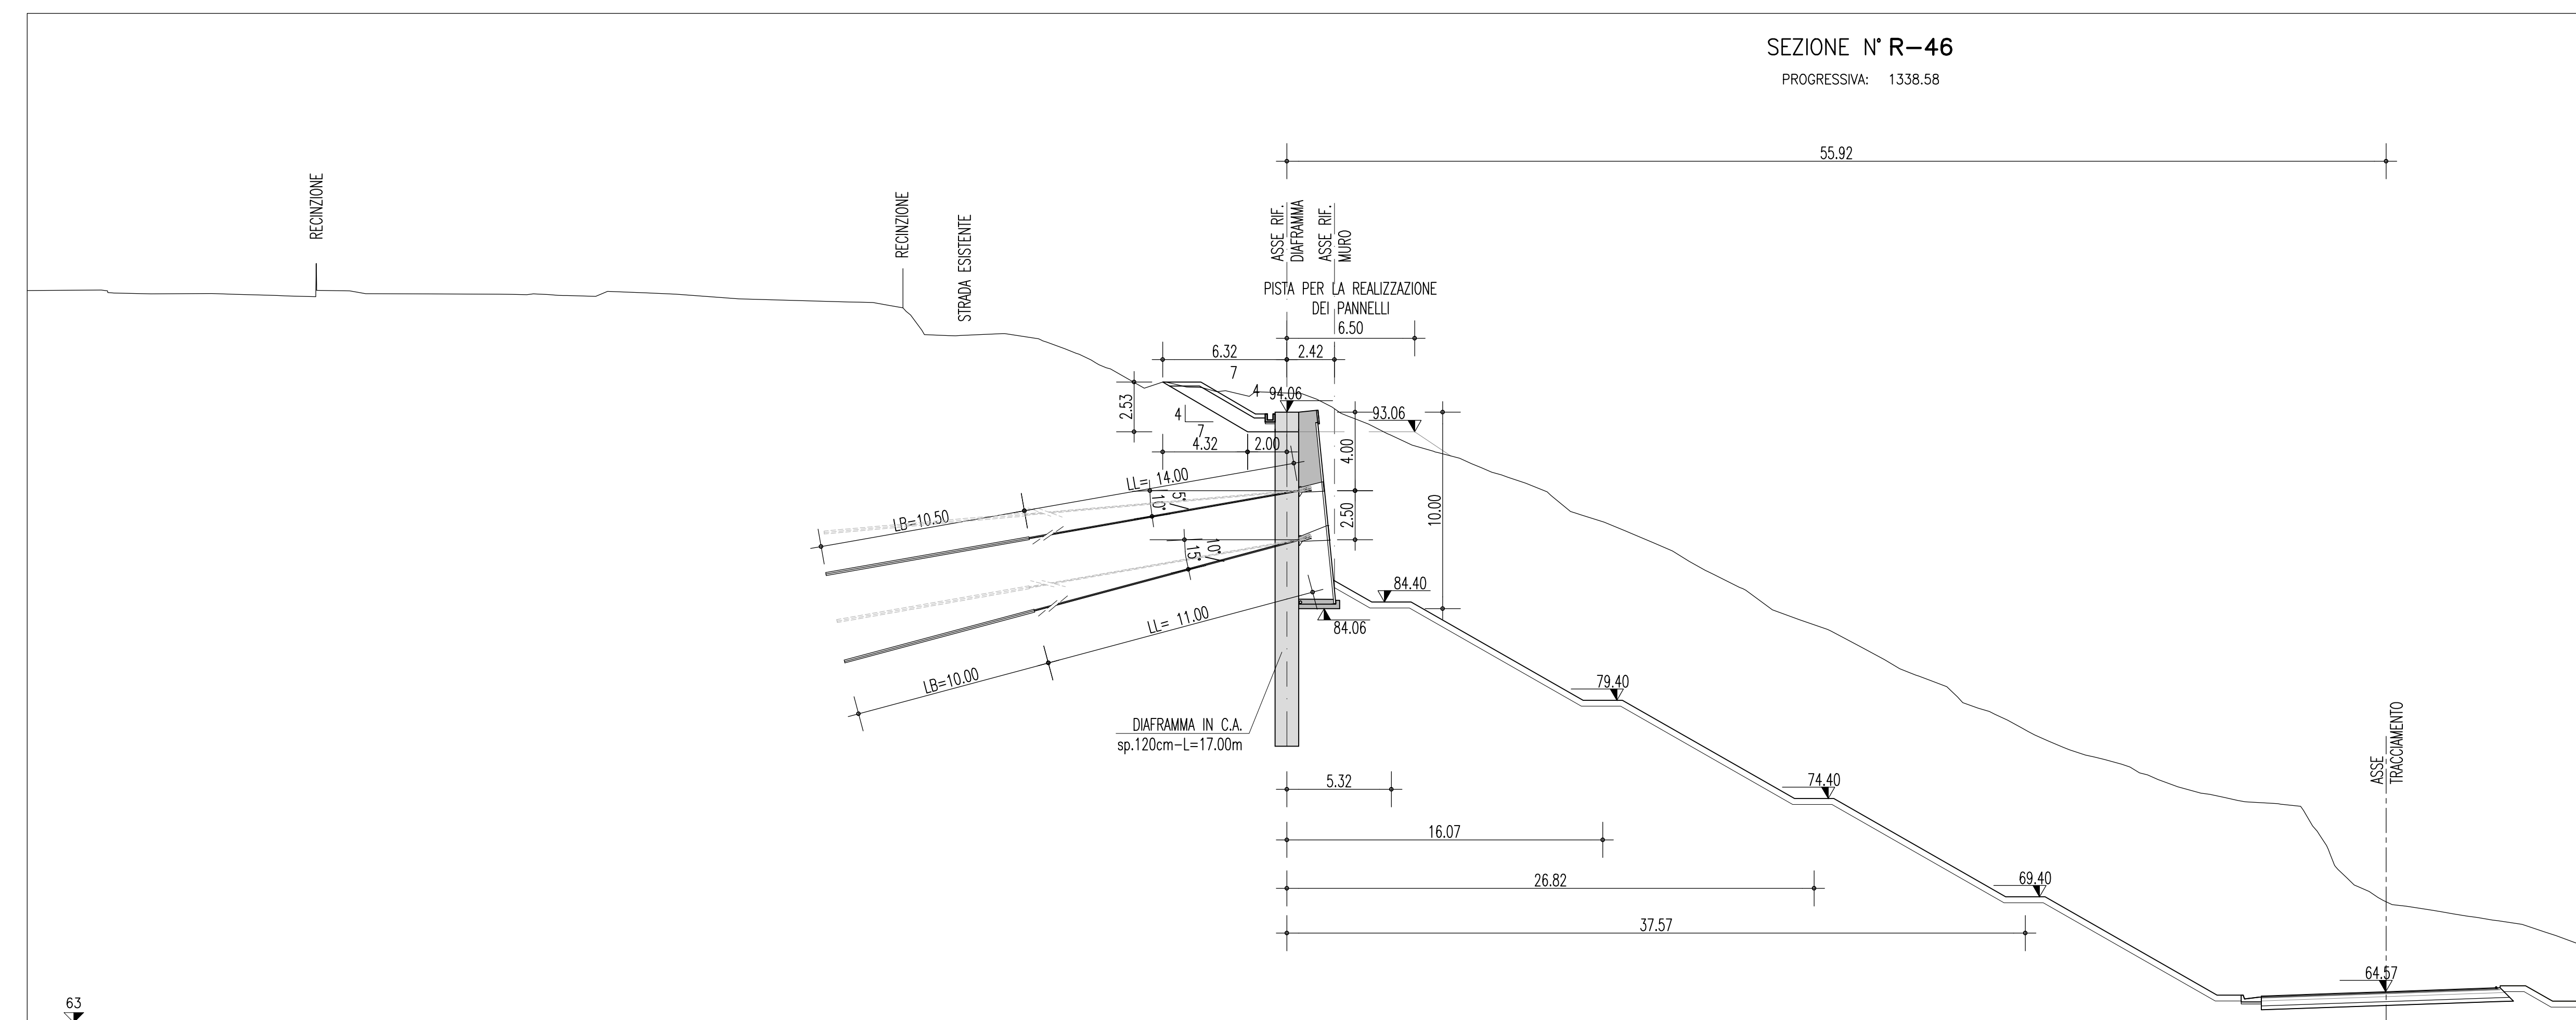 SEZIONE N° R-46
PROGRESSIVA: 1338.58
55.92
RECINZIONE
RECINZIONE
STRADA ESISTENTE
ASSE RIF.
DIAFRAMMA
ASSE RIF.
MURO
PISTA PER LA REALIZZAZIONE
DEI PANNELLI
6.50
6.32
2.42
7
4
94.06
2.53
4
7
93.06
4.32
2.00
4.00
LL= 14.00
5°
10°
LB=10.50
2.50
10.00
10°
15°
84.40
84.06
LL= 11.00
LB=10.00
79.40
DIAFRAMMA IN C.A.
sp.120cm-L=17.00m
ASSE
TRACCIAMENTO
5.32
74.40
16.07
26.82
69.40
37.57
64.57
63